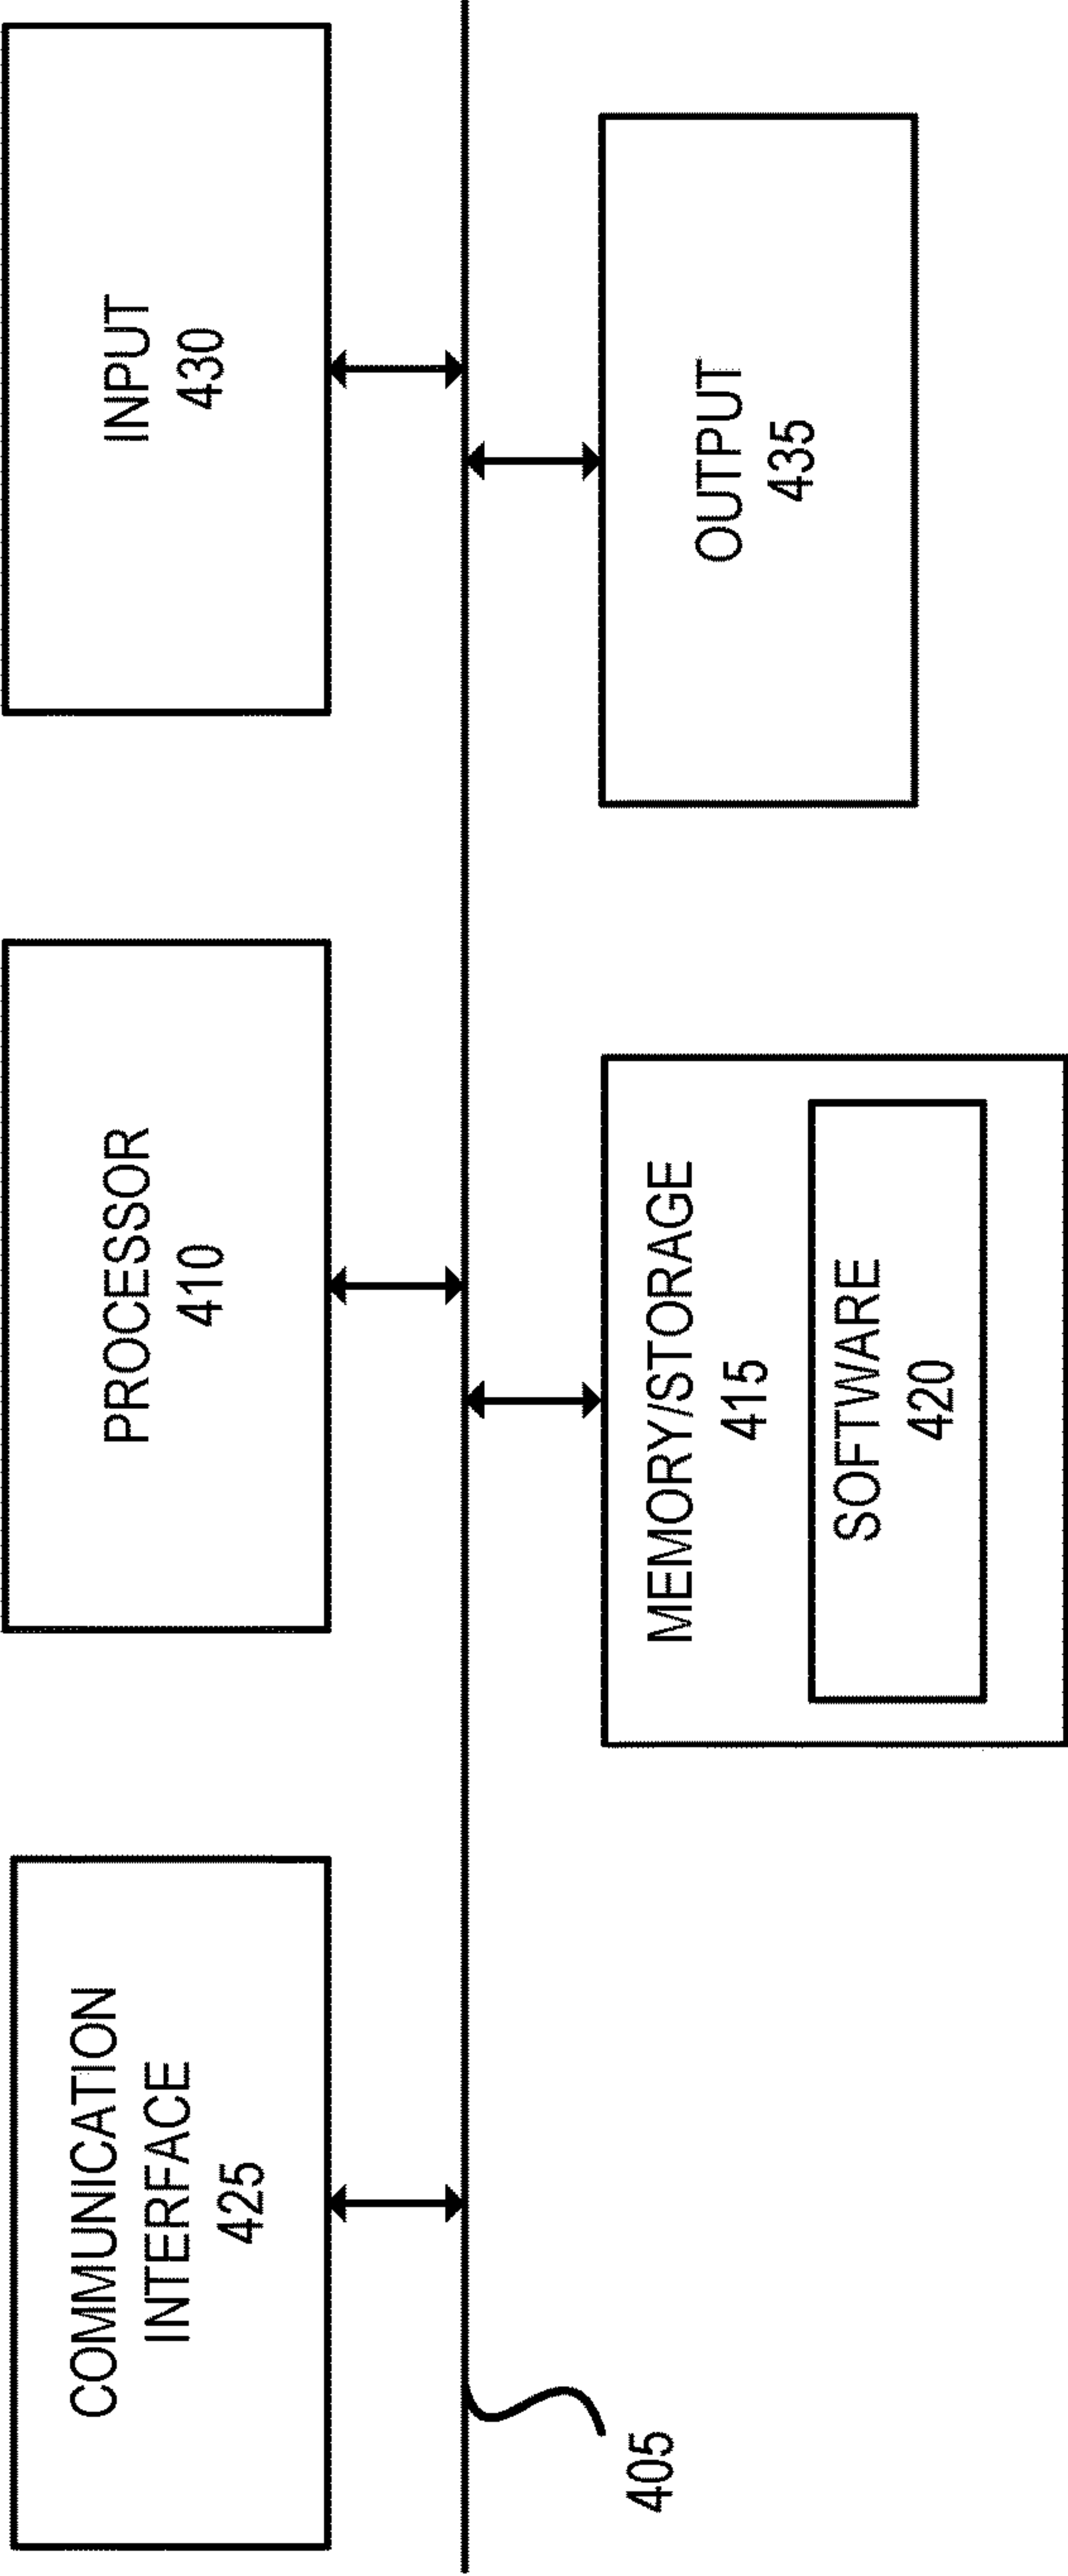 COMMUNICATION
INTERFACE
425
PROCESSOR
410
INPUT
430
405
MEMORY/STORAGE
415
SOFTWARE
420
OUTPUT
435